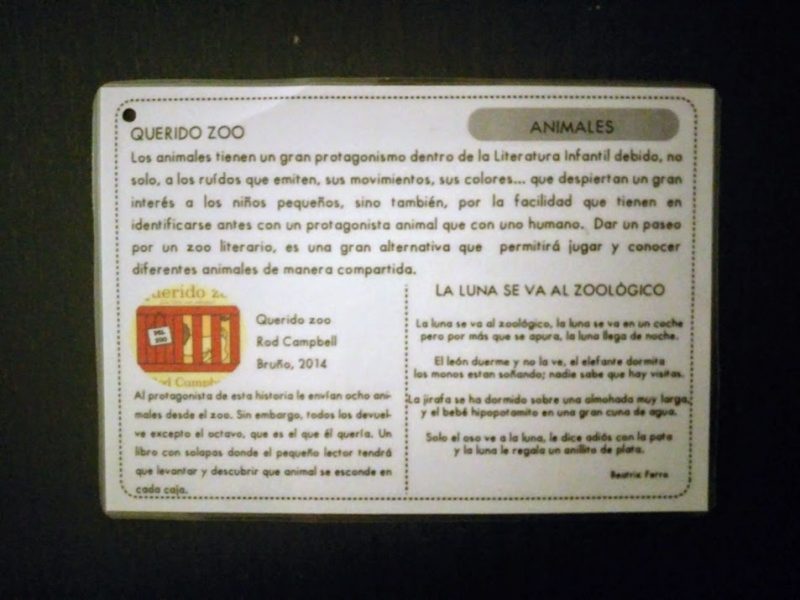 QUERIDO ZOO
ANIMALES
Los animales tienen un gran protagonismo dentro de la Literatura Infantil debido, no
solo, a los ruídos que emiten, sus movimientos, sus colores... que despiertan un gran
interés a los niños pequeños, sino también, por la facilidad que tienen en
identificarse antes con un protagonista animal que con uno humano. Dar un paseo
por un zoo literario, es una gran alternativa que permitirá jugar y conocer
diferentes animales de manera compartida.
uerido z
DEL
ZOO
od Campb
Querido zoo
Rod Campbell
Bruño, 2014
Al protagonista de esta historia le envían ocho ani-
males desde el zoo. Sin embargo, todos los devuel-
ve excepto el octavo, que es el que él quería. Un
libro con solapas donde el pequeño lector tendrá
que levantar y descubrir que animal se esconde en
cada caja.
LA LUNA SE VA AL ZOOLÓGICO
La luna se va al zoológico, la luna se va en un coche
pero por más que se apura, la luna llega de noche.
El león duerme y no la ve, el elefante dormita
los monos estan soñando; nadie sabe que hay visitas.
La jirafa se ha dormido sobre una almohada muy larga,
y el bebé hipopotamito en una gran cuna de agua.
Solo el oso ve a la luna, le dice adiós con la pata
y la luna le regala un anillito de plata.
Beatriz Ferro